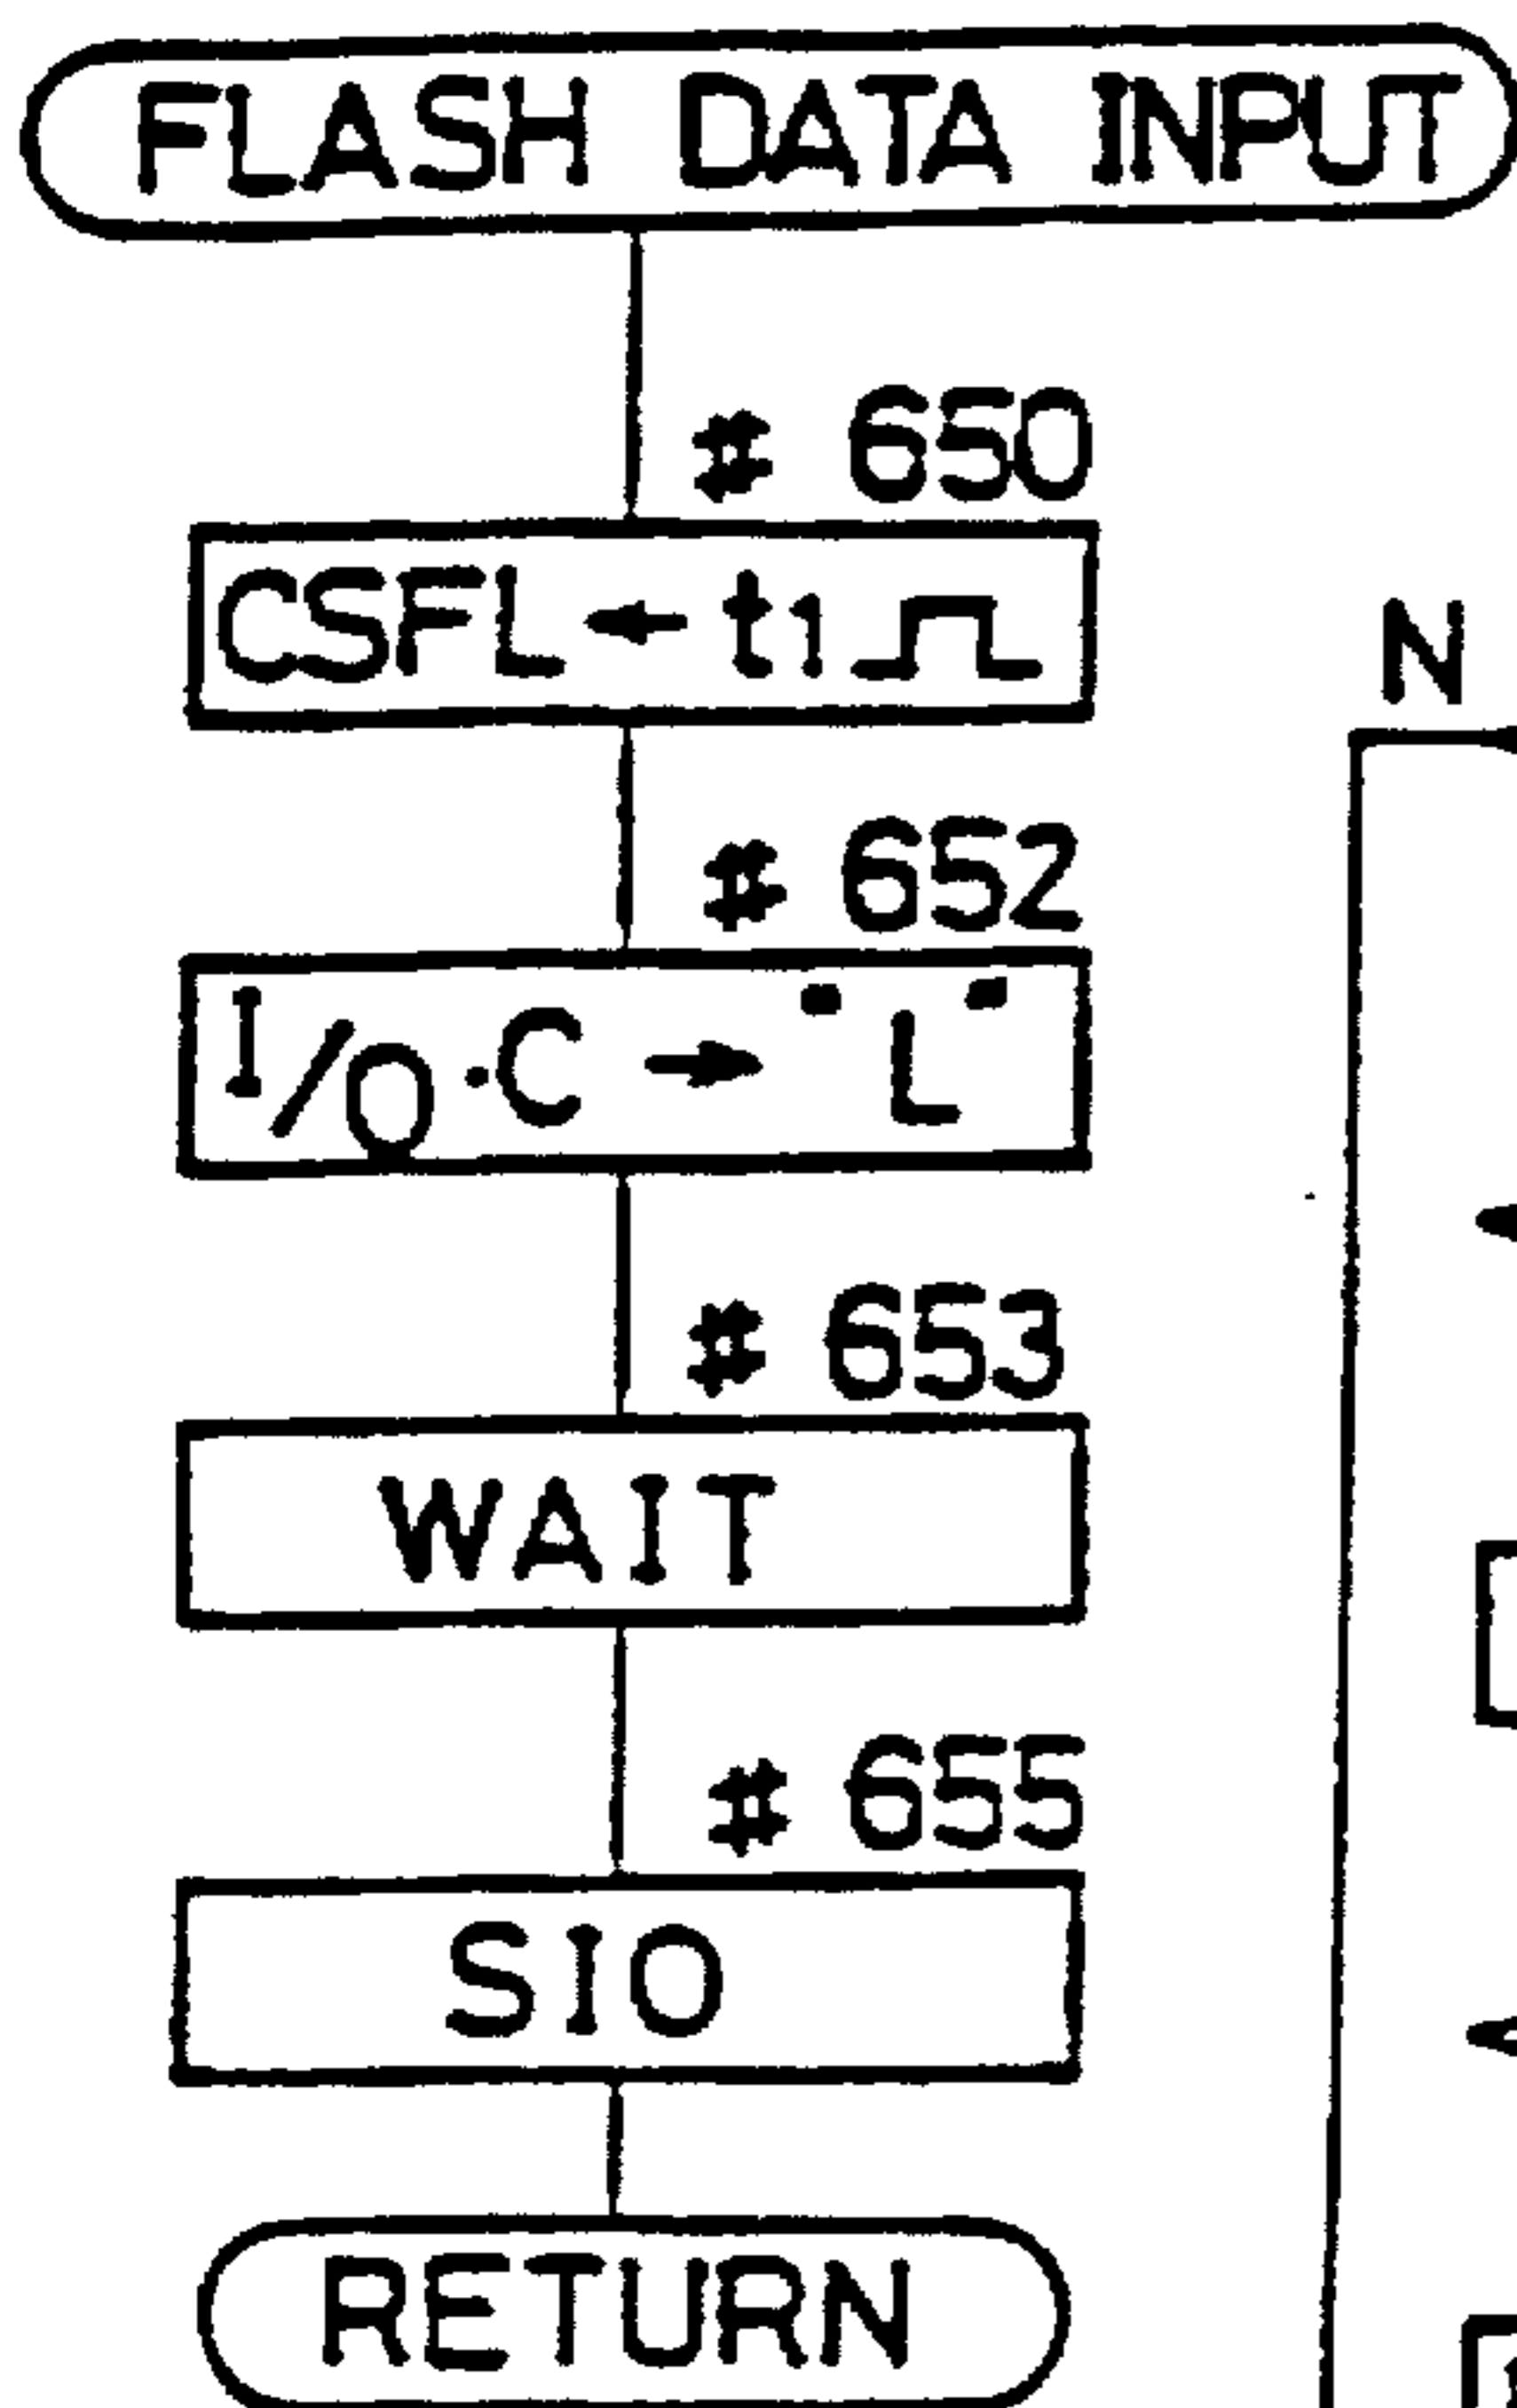 FLASH DATA INPUT
# 650
CSFL ← t1
N
# 652
I/O·C → "L"
# 653
WAIT
# 655
SIO
RETURN